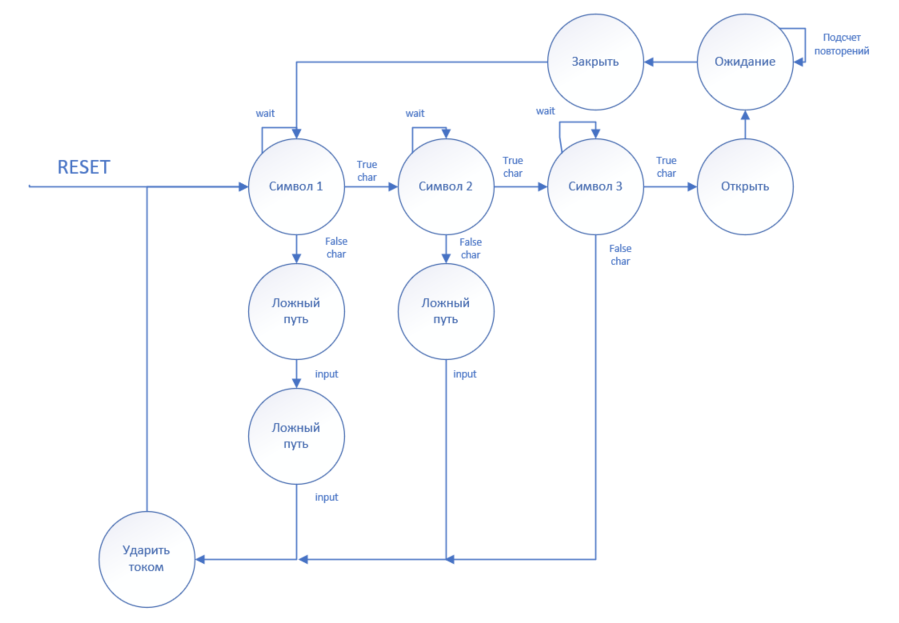 Закрыть
Ожидание
Подсчет
повторений
wait
wait
wait
RESET
Символ 1
True
char
Символ 2
True
char
Символ 3
True
char
Открыть
False
char
False
char
False
char
Ложный
путь
Ложный
путь
input
input
Ложный
путь
input
Ударить
током